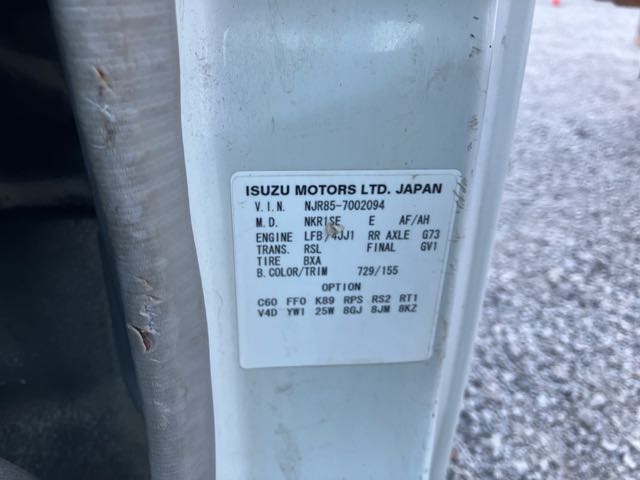 ISUZU MOTORS LTD. JAPAN
V.I.N. NJR85-7002094
M.D. NKR1SE E AF/AH
ENGINE LFB/4JJ1 RR AXLE G73
TRANS. RSL FINAL GV1
TIRE BXA
B.COLOR/TRIM 729/155
OPTION
C60 FF0 K89 RPS RS2 RT1
V4D YW1 25W 8GJ 8JM 8KZ